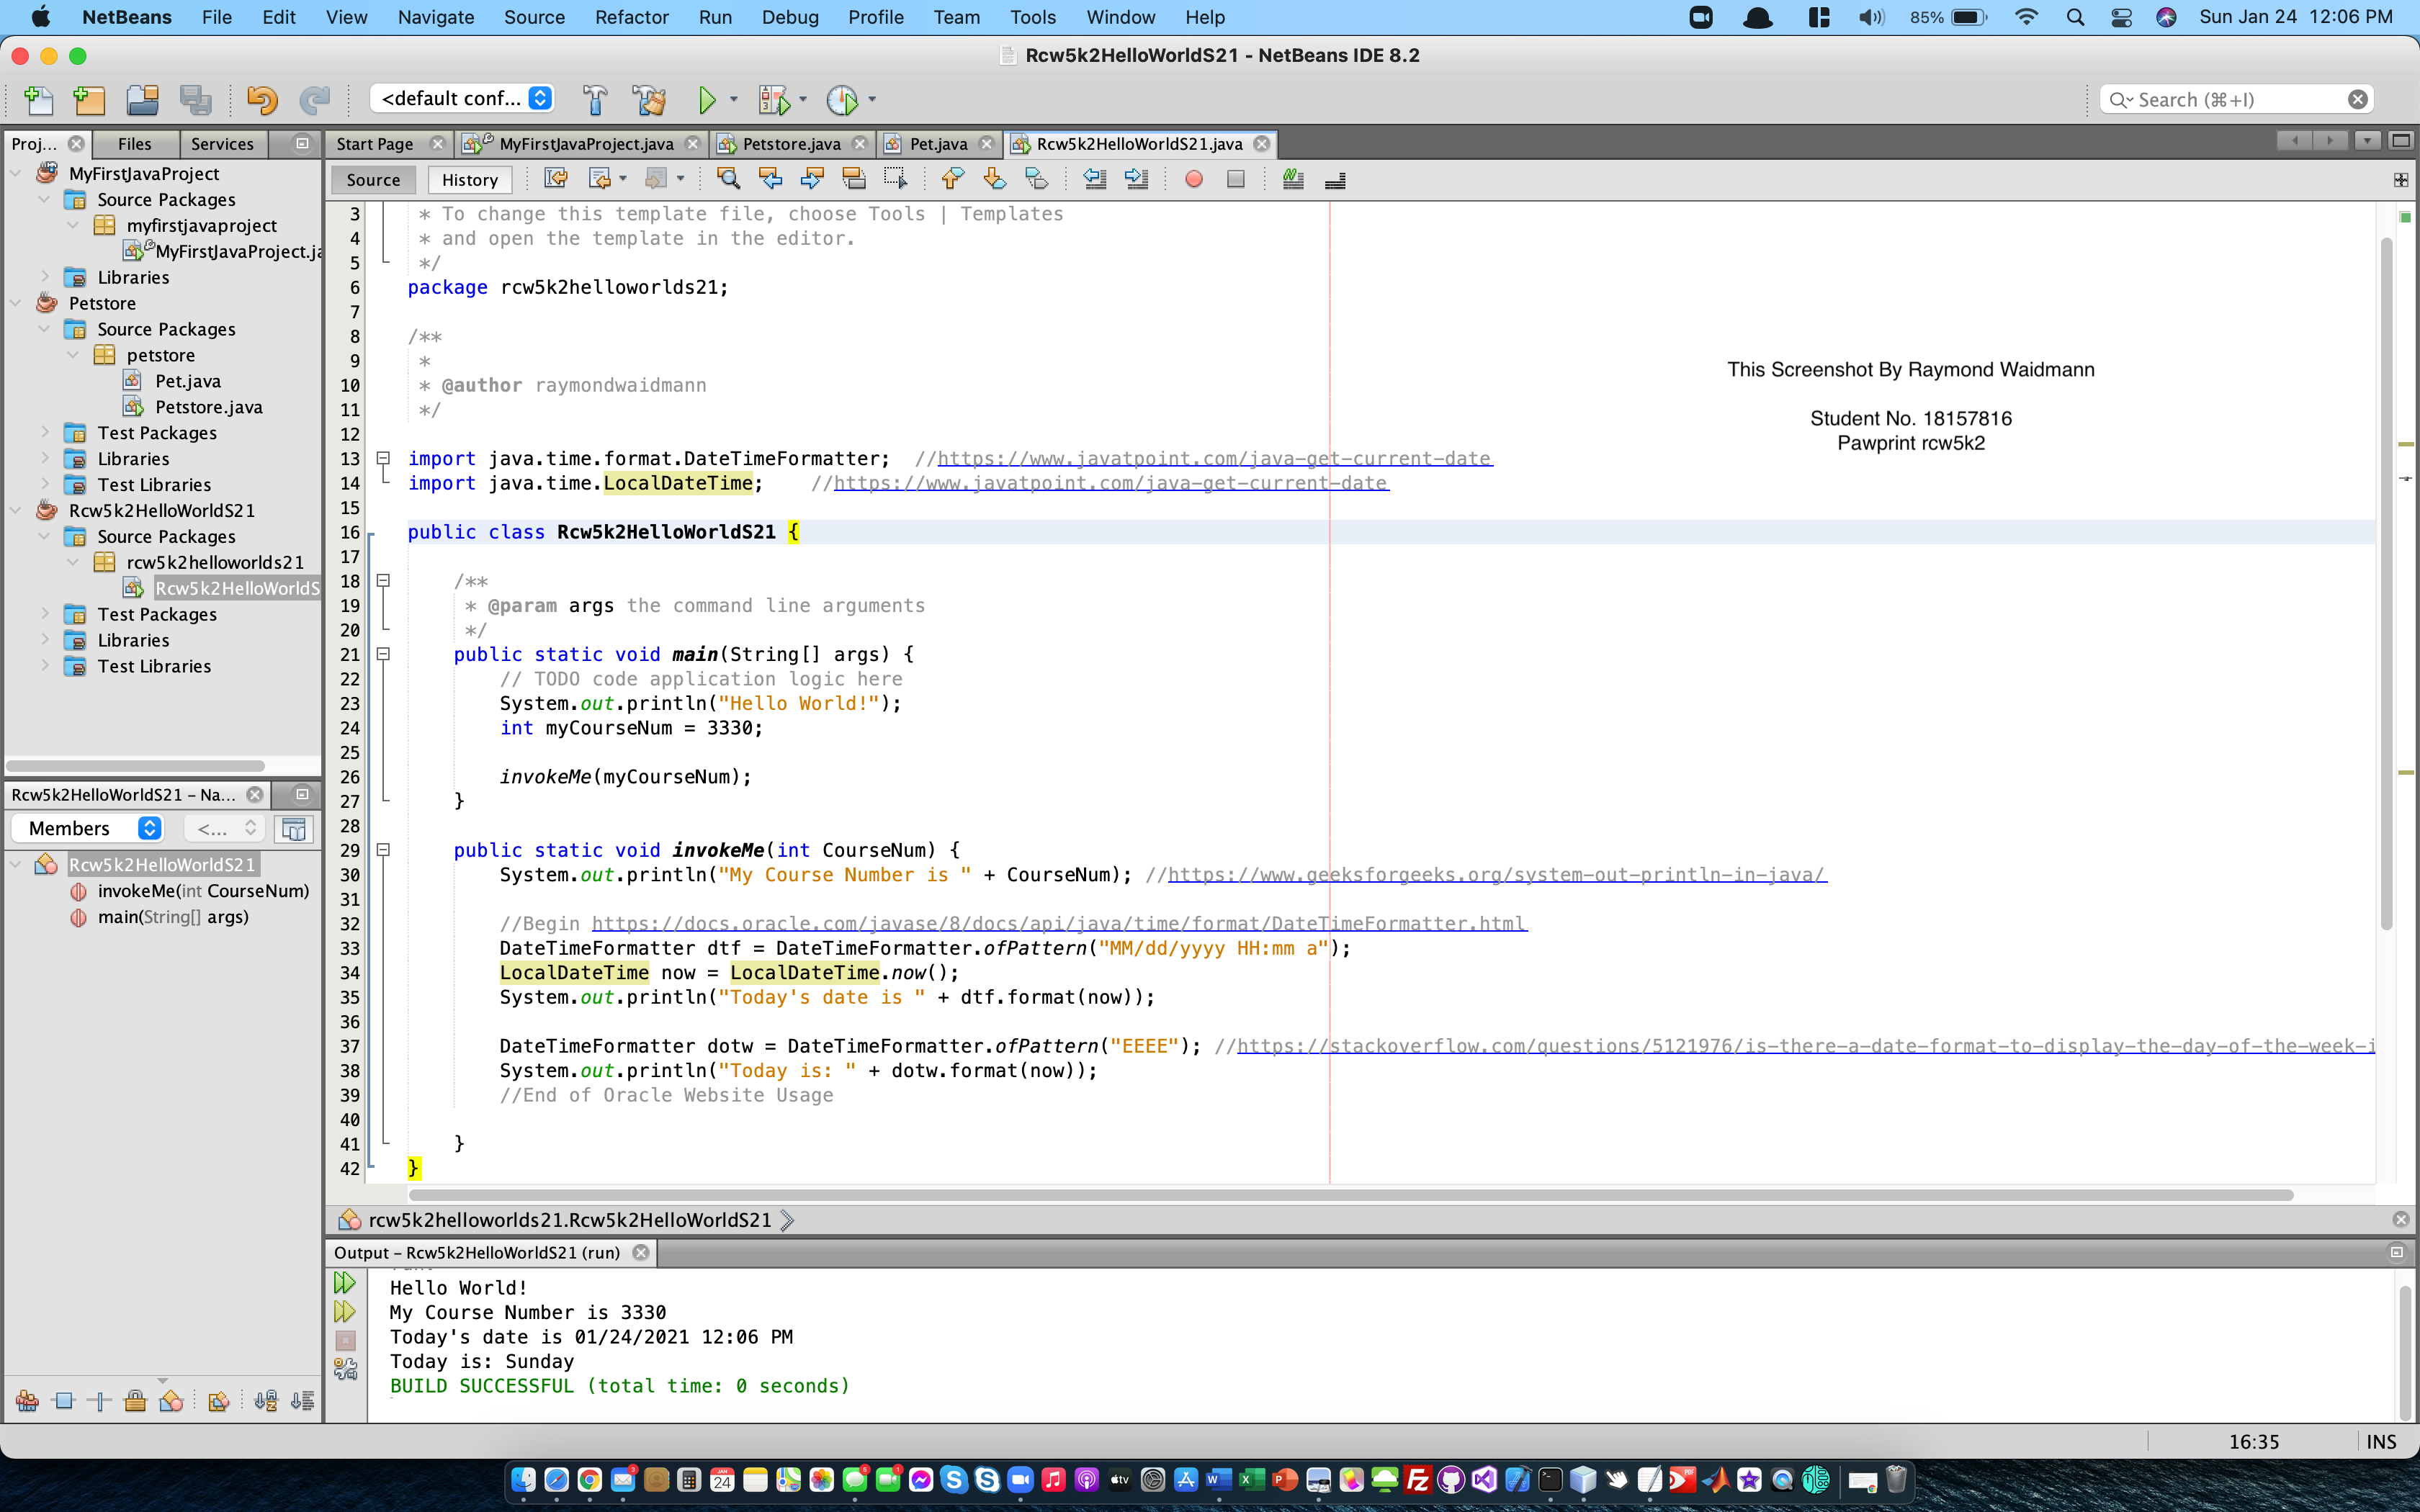 NetBeans File Edit View Navigate Source Refactor Run Debug Profile Team Tools Window Help 85% Sun Jan 24 12:06 PM
Rcw5k2HelloWorldS21 - NetBeans IDE 8.2
<default conf... Search (⌘+I)
Proj... Files Services
Start Page MyFirstJavaProject.java Petstore.java Pet.java Rcw5k2HelloWorldS21.java
Source History
MyFirstJavaProject
Source Packages
myfirstjavaproject
MyFirstJavaProject.ja
Libraries
Petstore
Source Packages
petstore
Pet.java
Petstore.java
Test Packages
Libraries
Test Libraries
Rcw5k2HelloWorldS21
Source Packages
rcw5k2helloworlds21
Rcw5k2HelloWorldS
Test Packages
Libraries
Test Libraries
Rcw5k2HelloWorldS21 - Na...
Members <...
Rcw5k2HelloWorldS21
invokeMe(int CourseNum)
main(String[] args)
3 * To change this template file, choose Tools | Templates
4 * and open the template in the editor.
5 */
6 package rcw5k2helloworlds21;
7
8 /**
9 *
10 * @author raymondwaidmann
11 */
12
13 import java.time.format.DateTimeFormatter; //https://www.javatpoint.com/java-get-current-date
14 import java.time.LocalDateTime; //https://www.javatpoint.com/java-get-current-date
15
16 public class Rcw5k2HelloWorldS21 {
17
18 /**
19 * @param args the command line arguments
20 */
21 public static void main(String[] args) {
22 // TODO code application logic here
23 System.out.println("Hello World!");
24 int myCourseNum = 3330;
25
26 invokeMe(myCourseNum);
27 }
28
29 public static void invokeMe(int CourseNum) {
30 System.out.println("My Course Number is " + CourseNum); //https://www.geeksforgeeks.org/system-out-println-in-java/
31
32 //Begin https://docs.oracle.com/javase/8/docs/api/java/time/format/DateTimeFormatter.html
33 DateTimeFormatter dtf = DateTimeFormatter.ofPattern("MM/dd/yyyy HH:mm a");
34 LocalDateTime now = LocalDateTime.now();
35 System.out.println("Today's date is " + dtf.format(now));
36
37 DateTimeFormatter dotw = DateTimeFormatter.ofPattern("EEEE"); //https://stackoverflow.com/questions/5121976/is-there-a-date-format-to-display-the-day-of-the-week-i
38 System.out.println("Today is: " + dotw.format(now));
39 //End of Oracle Website Usage
40
41 }
42 }
This Screenshot By Raymond Waidmann
Student No. 18157816
Pawprint rcw5k2
rcw5k2helloworlds21.Rcw5k2HelloWorldS21
Output - Rcw5k2HelloWorldS21 (run)
Hello World!
My Course Number is 3330
Today's date is 01/24/2021 12:06 PM
Today is: Sunday
BUILD SUCCESSFUL (total time: 0 seconds)
16:35 INS